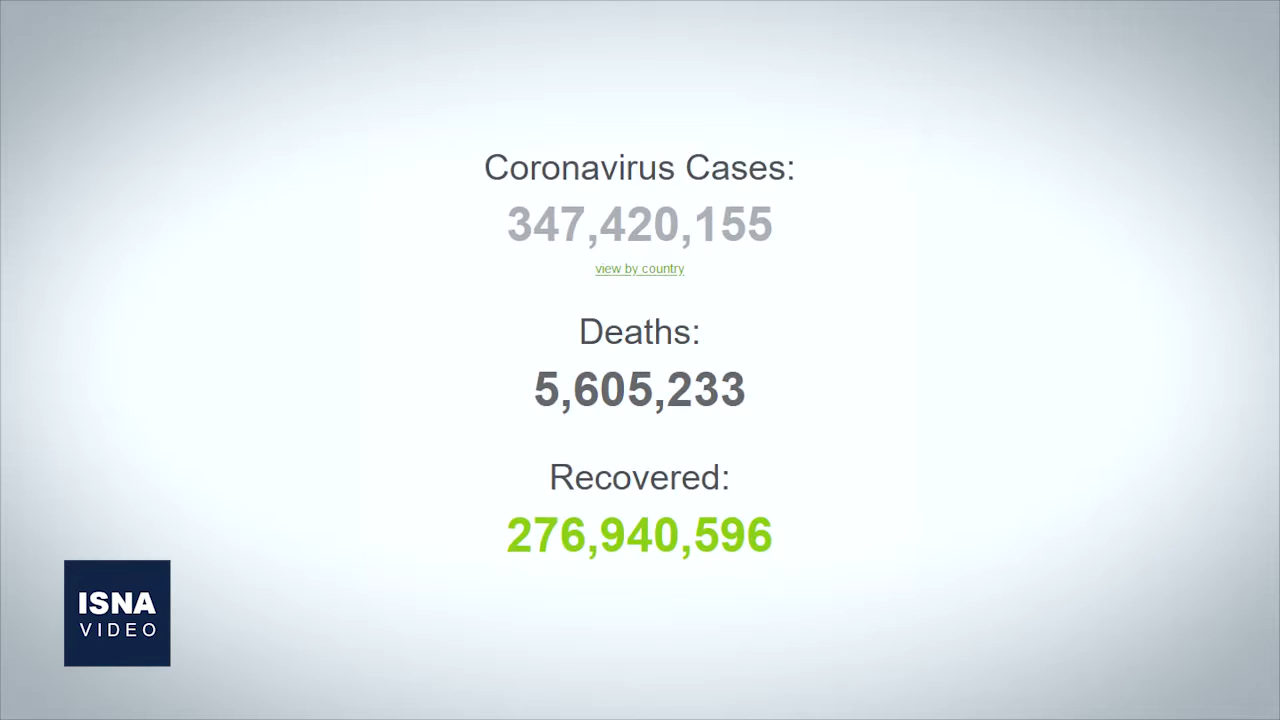 Coronavirus Cases:
347,420,155
view by country
Deaths:
5,605,233
Recovered:
276,940,596
ISNA
VIDEO